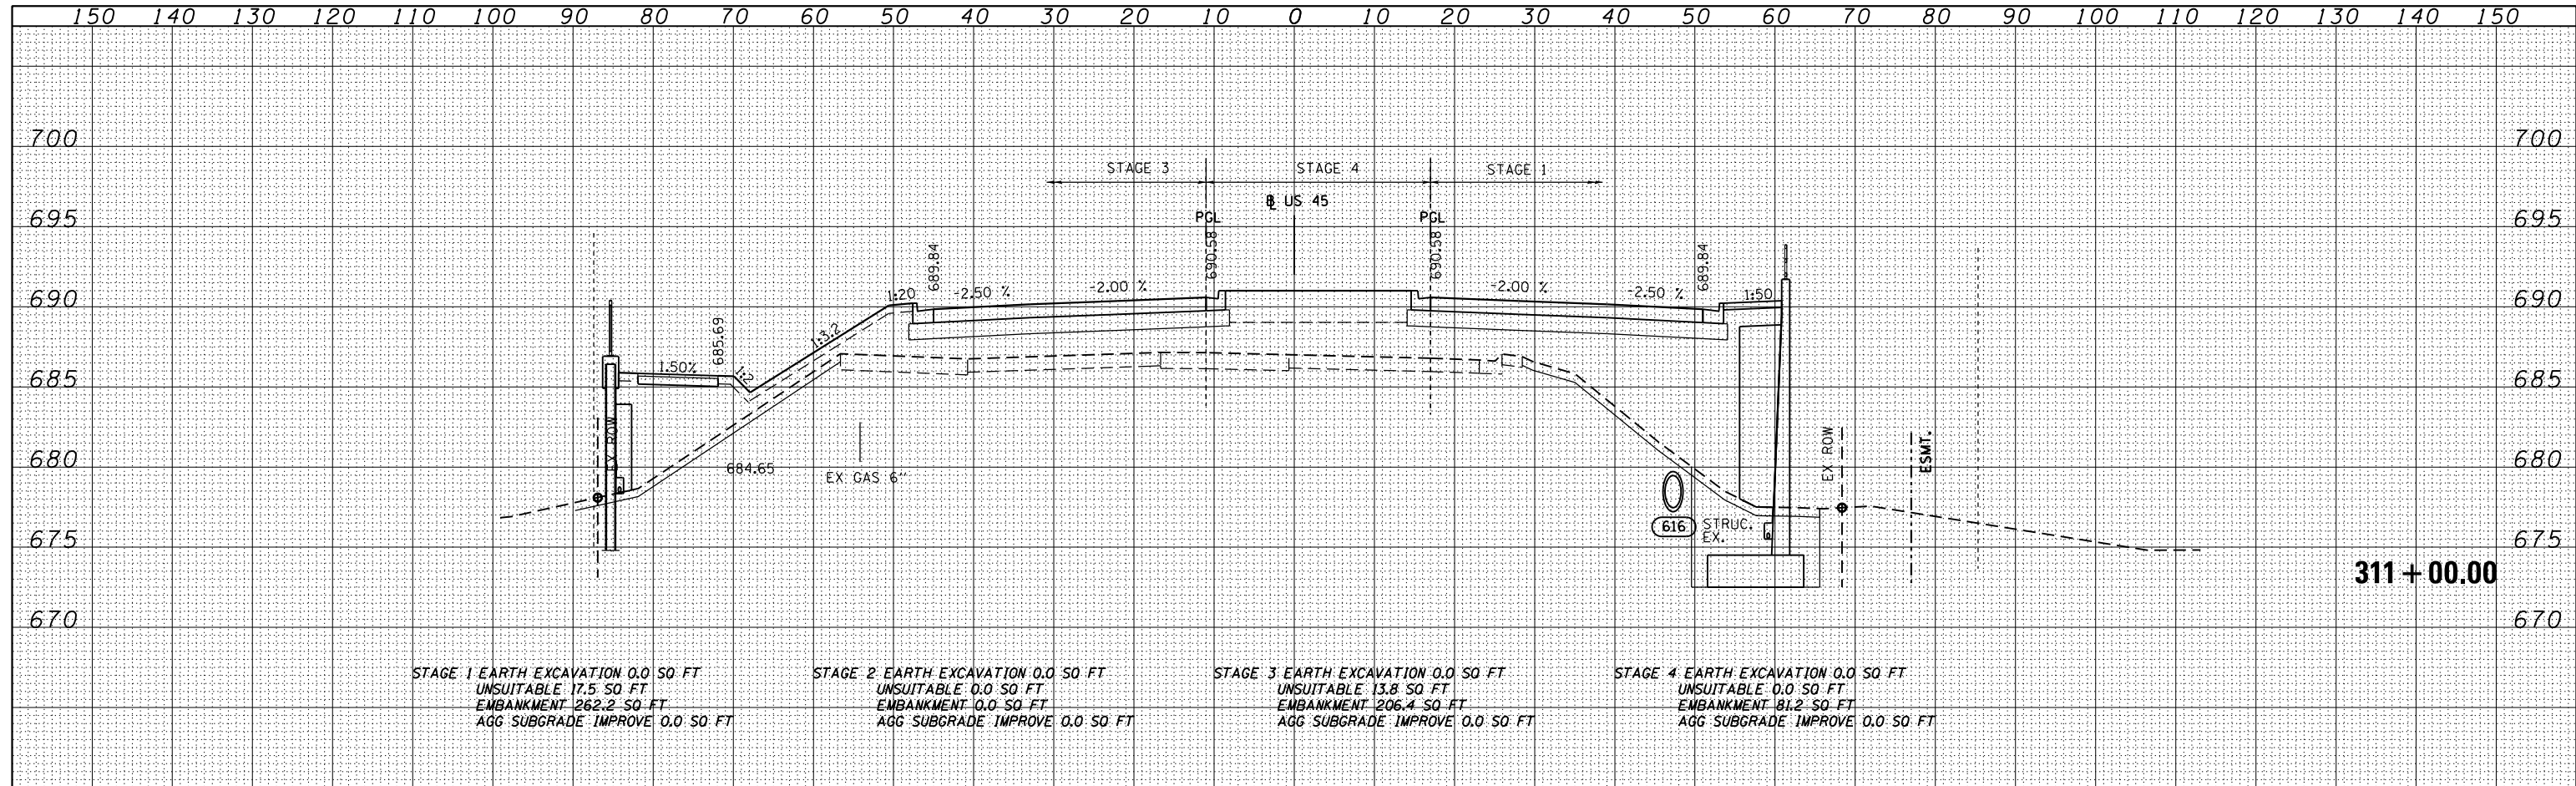 150 140 130 120 110 100 90 80 70 60 50 40 30 20 10 0 10 20 30 40 50 60 70 80 90 100 110 120 130 140 150
700 700
STAGE 3 STAGE 4 STAGE 1
℄ US 45
695 PGL PGL 695
690.58 690.58
689.84 689.84
690 1:20 -2.50 % -2.00 % -2.00 % -2.50 % 1:50 690
1:3.2
685.69
685 1.50% 1:2 685
EX ROW EX ROW ESMT.
680 684.65 EX GAS 6" 680
616 STRUC.
EX.
675 675
311+00.00
670 670
STAGE 1 EARTH EXCAVATION 0.0 SQ FT
UNSUITABLE 17.5 SQ FT
EMBANKMENT 262.2 SQ FT
AGG SUBGRADE IMPROVE 0.0 SQ FT
STAGE 2 EARTH EXCAVATION 0.0 SQ FT
UNSUITABLE 0.0 SQ FT
EMBANKMENT 0.0 SQ FT
AGG SUBGRADE IMPROVE 0.0 SQ FT
STAGE 3 EARTH EXCAVATION 0.0 SQ FT
UNSUITABLE 13.8 SQ FT
EMBANKMENT 206.4 SQ FT
AGG SUBGRADE IMPROVE 0.0 SQ FT
STAGE 4 EARTH EXCAVATION 0.0 SQ FT
UNSUITABLE 0.0 SQ FT
EMBANKMENT 81.2 SQ FT
AGG SUBGRADE IMPROVE 0.0 SQ FT